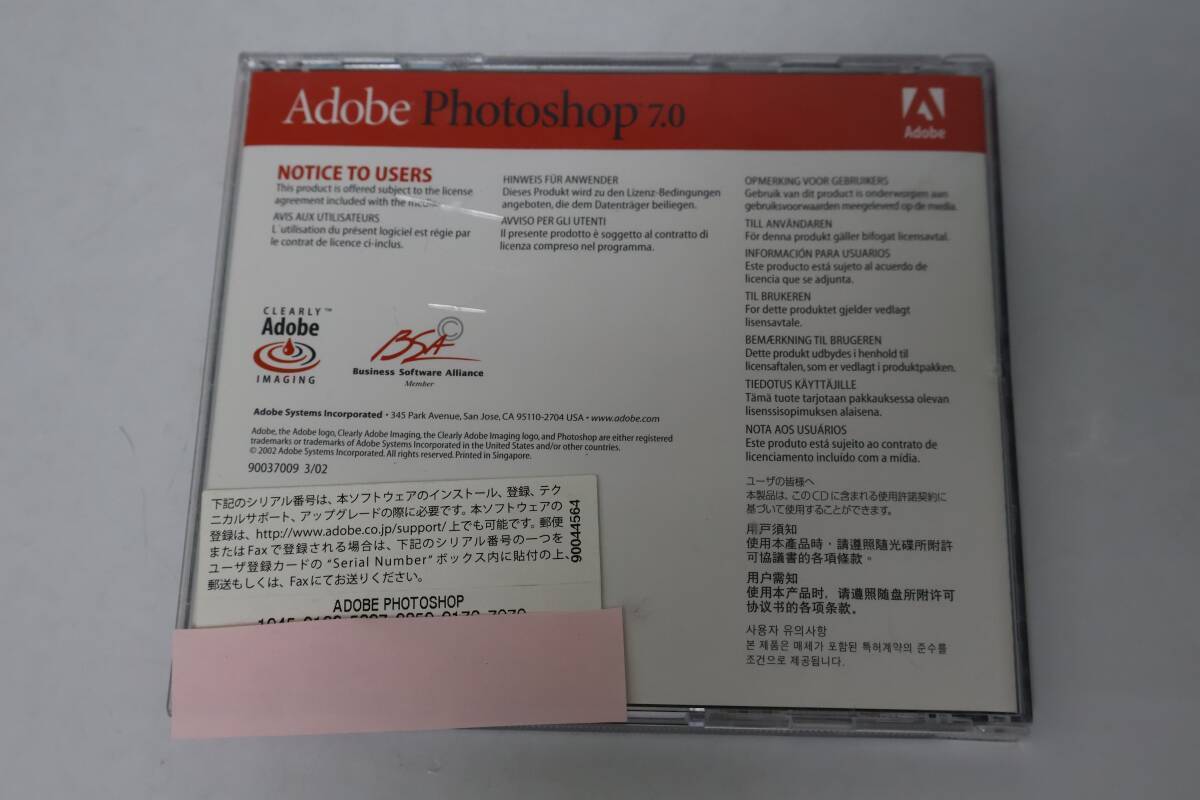 Adobe Photoshop 7.0
Adobe
NOTICE TO USERS
This product is offered subject to the license
agreement included with the media.
AVIS AUX UTILISATEURS
L'utilisation du présent logiciel est régie par
le contrat de licence ci-inclus.
HINWEIS FÜR ANWENDER
Dieses Produkt wird zu den Lizenz-Bedingungen
angeboten, die dem Datenträger beiliegen.
AVVISO PER GLI UTENTI
Il presente prodotto è soggetto al contratto di
licenza compreso nel programma.
OPMERKING VOOR GEBRUIKERS
Gebruik van dit product is onderworpen aan
gebruiksvoorwaarden meegeleverd op de media.
TILL ANVÄNDAREN
För denna produkt gäller bifogat licensavtal.
INFORMACIÓN PARA USUARIOS
Este producto está sujeto al acuerdo de
licencia que se adjunta.
TIL BRUKEREN
For dette produktet gjelder vedlagt
lisensavtale.
BEMÆRKNING TIL BRUGEREN
Dette produkt udbydes i henhold til
licensaftalen, som er vedlagt i produktpakken.
TIEDOTUS KÄYTTÄJILLE
Tämä tuote tarjotaan pakkauksessa olevan
lisenssisopimuksen alaisena.
NOTA AOS USUÁRIOS
Este produto está sujeito ao contrato de
licenciamento incluído com a mídia.
ユーザの皆様へ
本製品は、このCDに含まれる使用許諾契約に
基づいて使用することができます。
用戸須知
使用本產品時，請遵照隨光碟所附許
可協議書的各項條款。
用户需知
使用本产品时，请遵照随盘所附许可
协议书的各项条款。
사용자 유의사항
본 제품은 매세가 포함된 특허계약의 준수를
조건으로 제공됩니다.
CLEARLY™
Adobe
IMAGING
BSA ©
Business Software Alliance
Member
Adobe Systems Incorporated • 345 Park Avenue, San Jose, CA 95110-2704 USA • www.adobe.com
Adobe, the Adobe logo, Clearly Adobe Imaging, the Clearly Adobe Imaging logo, and Photoshop are either registered
trademarks or trademarks of Adobe Systems Incorporated in the United States and/or other countries.
© 2002 Adobe Systems Incorporated. All rights reserved. Printed in Singapore.
90037009 3/02
下記のシリアル番号は、本ソフトウェアのインストール、登録、テク
ニカルサポート、アップグレードの際に必要です。本ソフトウェアの
登録は、http://www.adobe.co.jp/support/ 上でも可能です。郵便
またはFaxで登録される場合は、下記のシリアル番号の一つを
ユーザ登録カードの "Serial Number" ボックス内に貼付の上、
郵送もしくは、Faxにてお送りください。
90044564
ADOBE PHOTOSHOP